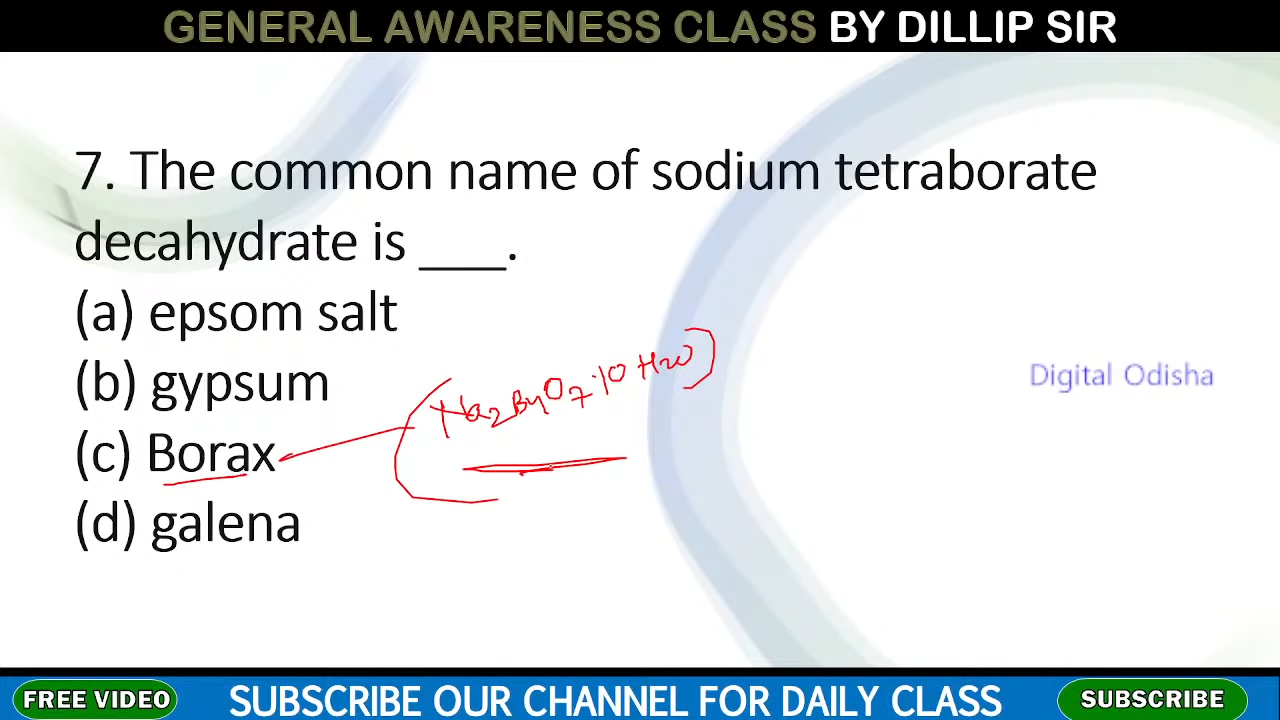 GENERAL AWARENESS CLASS BY DILLIP SIR
7. The common name of sodium tetraborate
decahydrate is ___.
(a) epsom salt
(b) gypsum
(c) Borax
(d) galena
Na2B4O7.10H2O
Digital Odisha
FREE VIDEO
SUBSCRIBE OUR CHANNEL FOR DAILY CLASS
SUBSCRIBE